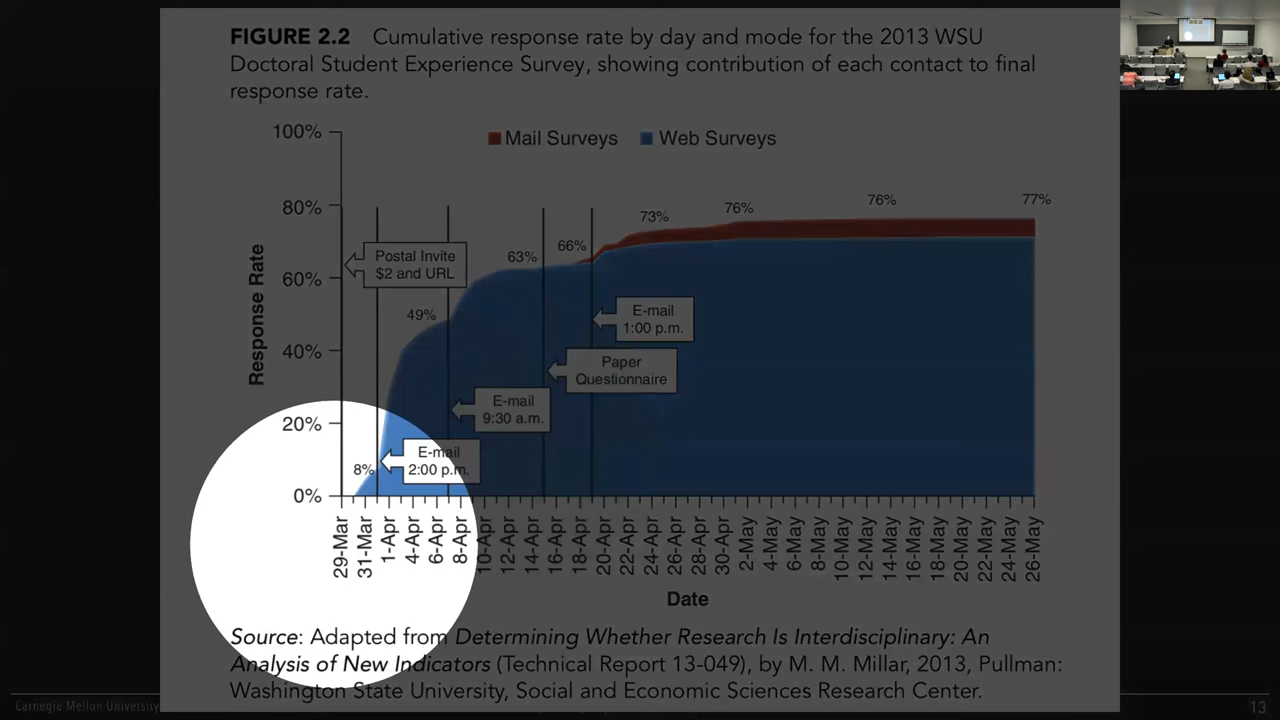 FIGURE 2.2 Cumulative response rate by day and mode for the 2013 WSU
Doctoral Student Experience Survey, showing contribution of each contact to final
response rate.
Mail Surveys Web Surveys
100%
80%
60%
40%
20%
0%
Response Rate
Postal Invite
$2 and URL
8%
E-mail
2:00 p.m.
49%
E-mail
9:30 a.m.
63%
Paper
Questionnaire
66%
E-mail
1:00 p.m.
73%
76%
76%
77%
29-Mar
31-Mar
1-Apr
4-Apr
6-Apr
8-Apr
10-Apr
12-Apr
14-Apr
16-Apr
18-Apr
20-Apr
22-Apr
24-Apr
26-Apr
28-Apr
30-Apr
2-May
4-May
6-May
8-May
10-May
12-May
14-May
16-May
18-May
20-May
22-May
24-May
26-May
Date
Source: Adapted from Determining Whether Research Is Interdisciplinary: An
Analysis of New Indicators (Technical Report 13-049), by M. M. Millar, 2013, Pullman:
Washington State University, Social and Economic Sciences Research Center.
Carnegie Mellon University
13